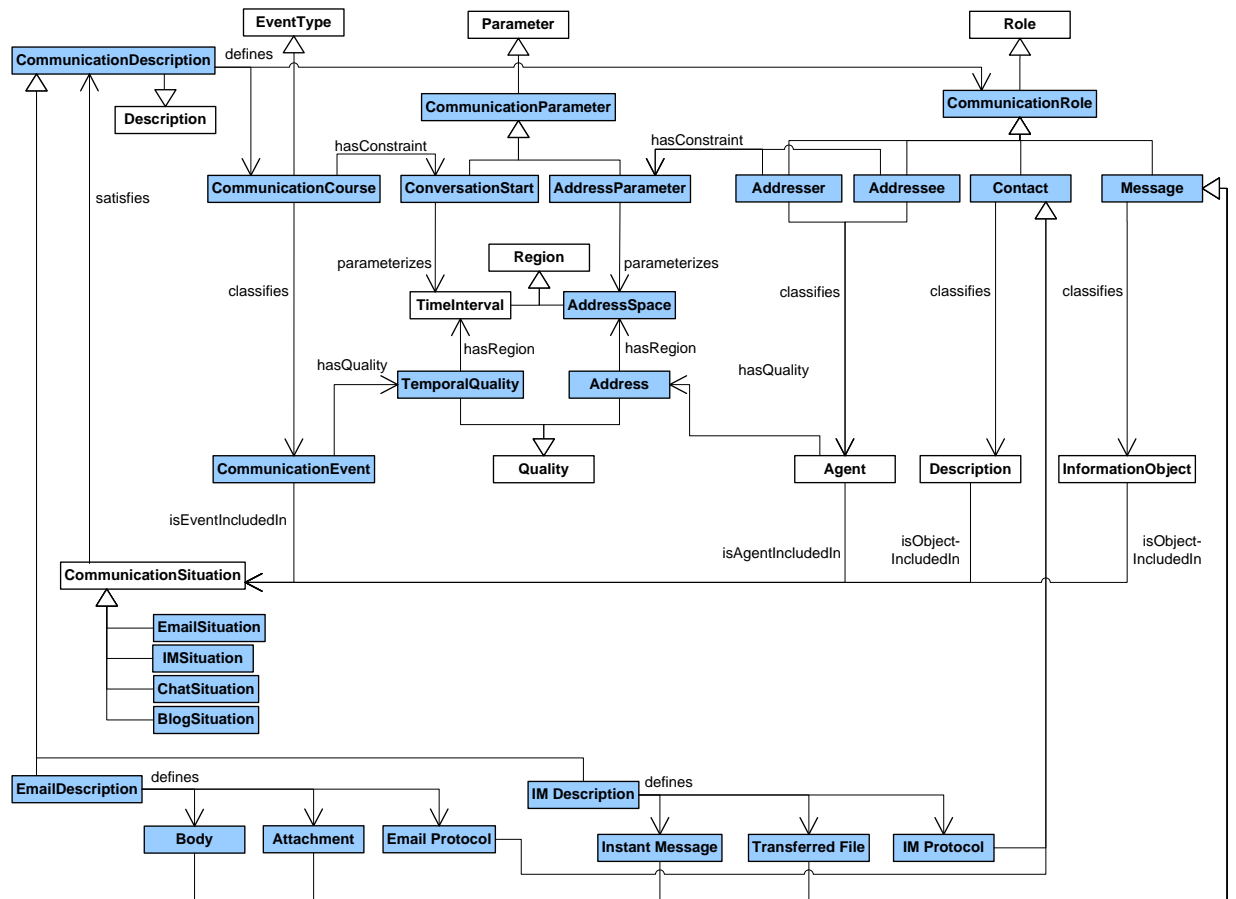 EventType
Parameter
Role
CommunicationDescription
defines
Description
CommunicationParameter
CommunicationRole
hasConstraint
hasConstraint
CommunicationCourse
ConversationStart
AddressParameter
Addresser
Addressee
Contact
Message
satisfies
Region
parameterizes
parameterizes
classifies
classifies
classifies
classifies
TimeInterval
AddressSpace
hasRegion
hasRegion
hasQuality
hasQuality
TemporalQuality
Address
CommunicationEvent
Quality
Agent
Description
InformationObject
isEventIncludedIn
isAgentIncludedIn
isObject-
IncludedIn
isObject-
IncludedIn
CommunicationSituation
EmailSituation
IMSituation
ChatSituation
BlogSituation
EmailDescription
defines
IM Description
defines
Body
Attachment
Email Protocol
Instant Message
Transferred File
IM Protocol